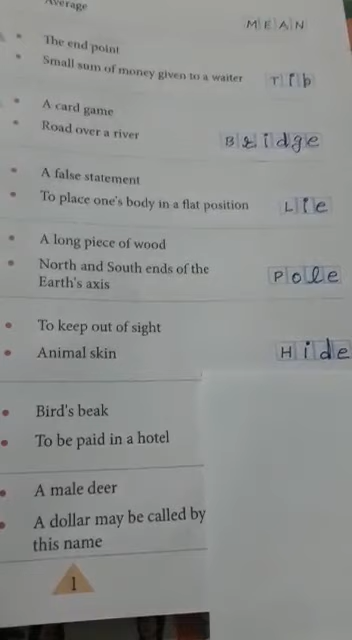 Average
MEAN
The end point
Small sum of money given to a waiter
Tip
A card game
Road over a river
Bridge
A false statement
To place one's body in a flat position
Lie
A long piece of wood
North and South ends of the
Earth's axis
Pole
To keep out of sight
Animal skin
Hide
Bird's beak
To be paid in a hotel
A male deer
A dollar may be called by
this name
1